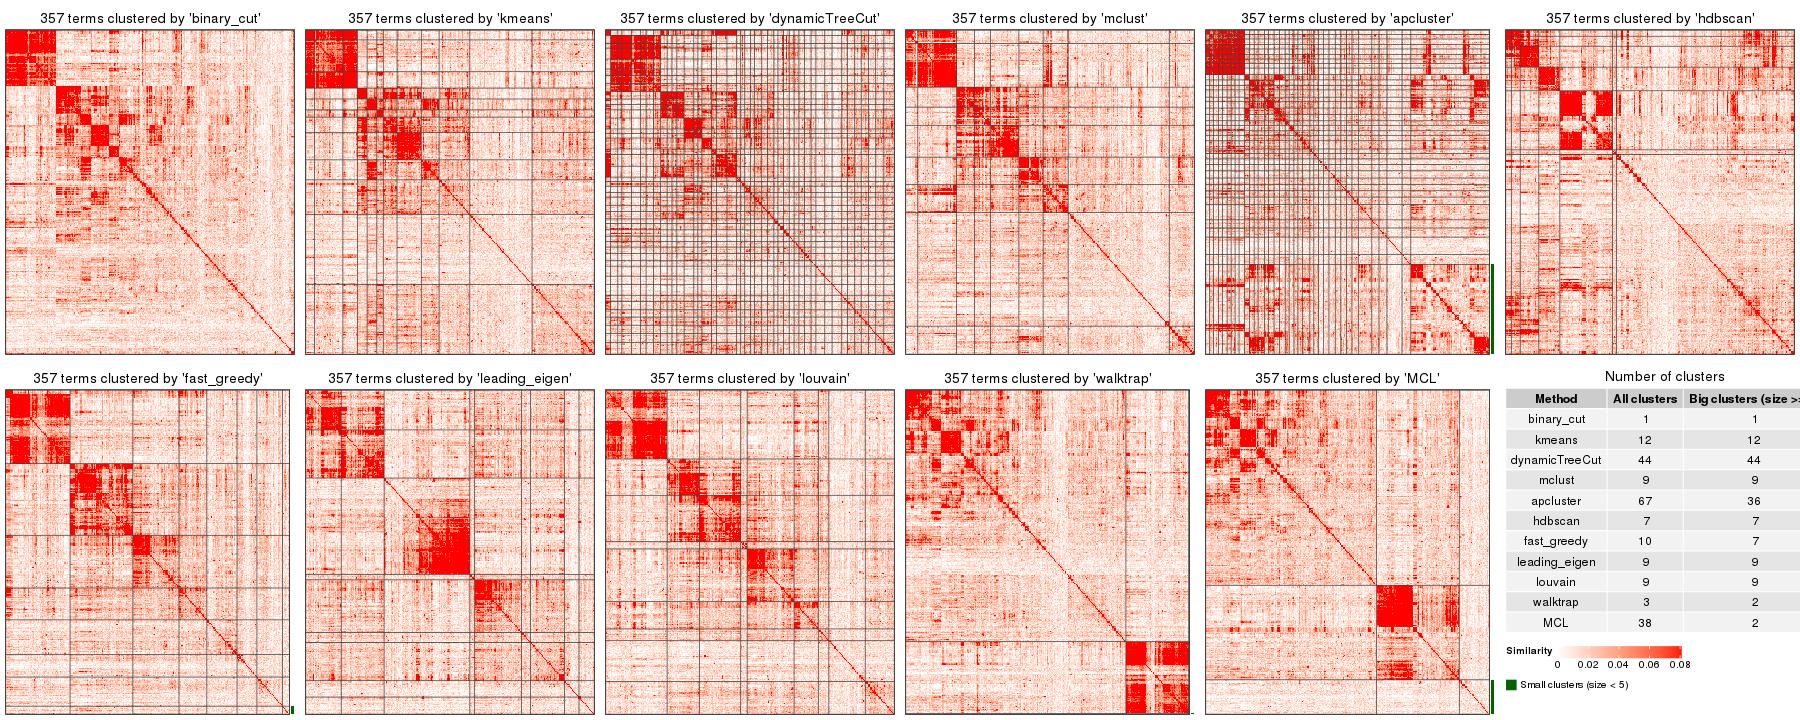 357 terms clustered by 'binary_cut'
357 terms clustered by 'kmeans'
357 terms clustered by 'dynamicTreeCut'
357 terms clustered by 'mclust'
357 terms clustered by 'apcluster'
357 terms clustered by 'hdbscan'
357 terms clustered by 'fast_greedy'
357 terms clustered by 'leading_eigen'
357 terms clustered by 'louvain'
357 terms clustered by 'walktrap'
357 terms clustered by 'MCL'
Number of clusters
Method All clusters Big clusters (size >=
binary_cut 1 1
kmeans 12 12
dynamicTreeCut 44 44
mclust 9 9
apcluster 67 36
hdbscan 7 7
fast_greedy 10 7
leading_eigen 9 9
louvain 9 9
walktrap 3 2
MCL 38 2
Similarity
0 0.02 0.04 0.06 0.08
Small clusters (size < 5)